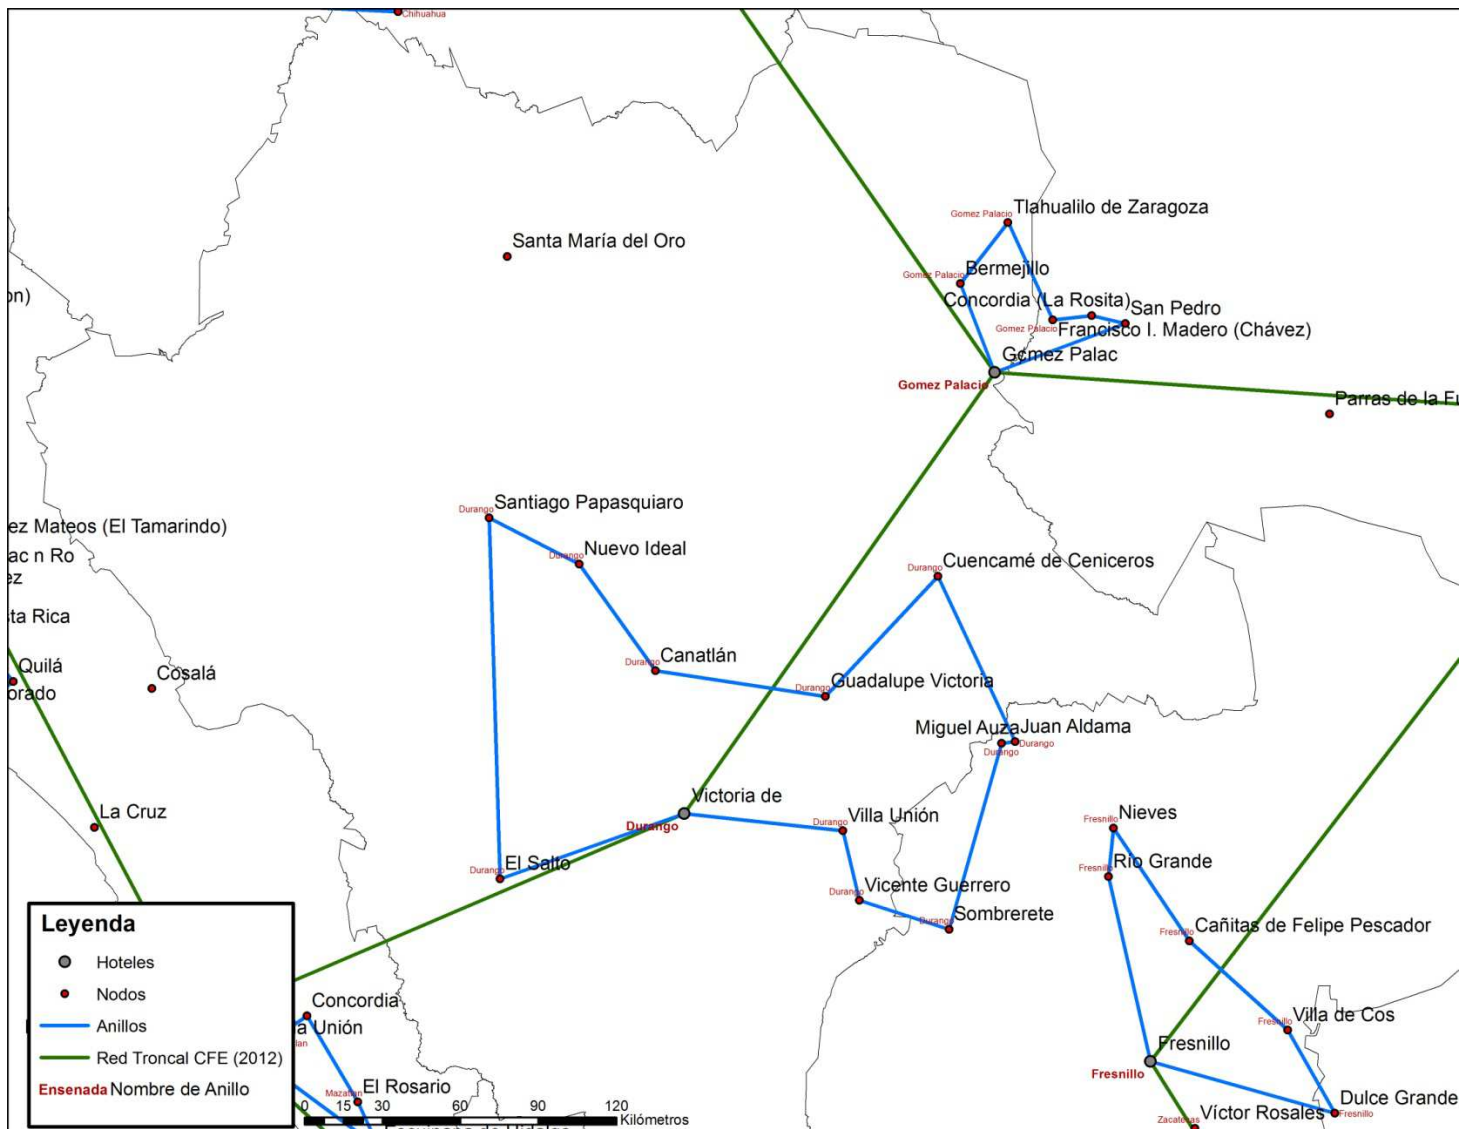 Chihuahua
Gomez Palacio
Tlahualilo de Zaragoza
Santa María del Oro
Gomez Palacio
Bermejillo
on)
Concordia (La Rosita)
San Pedro
Gomez Palacio
Francisco I. Madero (Chávez)
Gómez Palac
Gomez Palacio
Parras de la Fu
Durango
Santiago Papasquiaro
ez Mateos (El Tamarindo)
Durango
Nuevo Ideal
ac n Ro
ez
Durango
Cuencamé de Ceniceros
sta Rica
Durango
Canatlán
Quilá
Cosalá
orado
Durango
Guadalupe Victoria
Miguel Auza
Juan Aldama
Durango
Durango
Victoria de
Durango
La Cruz
Durango
Villa Unión
Fresnillo
Nieves
Durango
El Salto
Fresnillo
Río Grande
Durango
Vicente Guerrero
Durango
Sombrerete
Fresnillo
Cañitas de Felipe Pescador
Leyenda
Hoteles
Nodos
Anillos
Red Troncal CFE (2012)
Ensenada Nombre de Anillo
Concordia
a Unión
lan
Fresnillo
Villa de Cos
Fresnillo
Fresnillo
Mazatlan
El Rosario
0 15 30 60 90 120
Kilómetros
Dulce Grande
Fresnillo
Zacatecas
Víctor Rosales